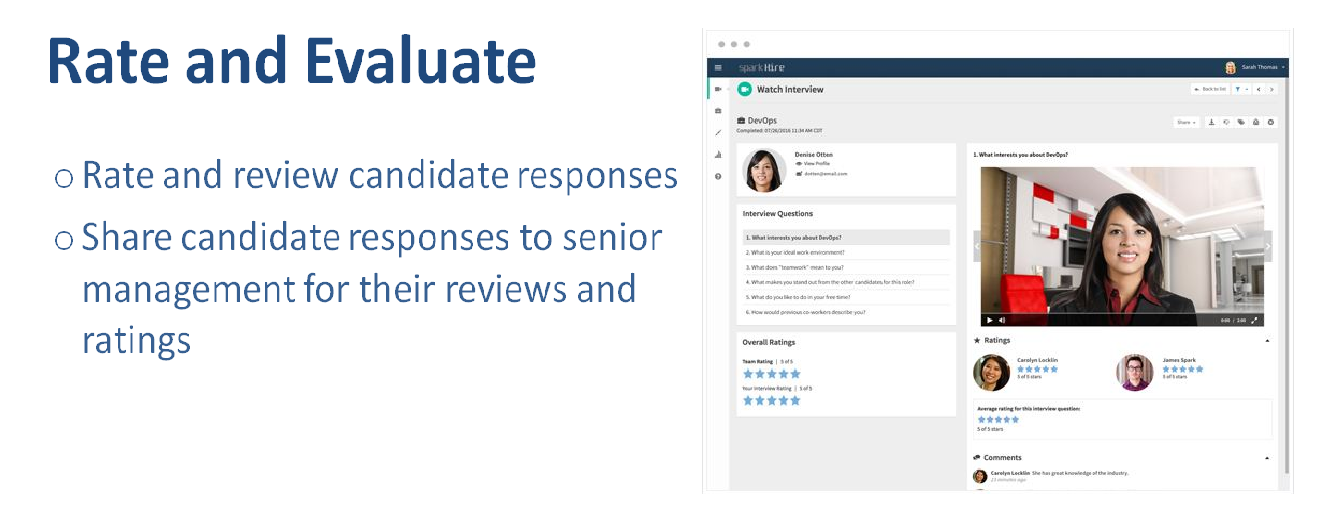 Rate and Evaluate
○ Rate and review candidate responses
○ Share candidate responses to senior
management for their reviews and
ratings
sparkHire
Sarah Thomas
Watch Interview
Back to list
DevOps
Completed: 07/26/2016 11:34 AM CDT
Share
Denise Otten
View Profile
dotten@email.com
Interview Questions
1. What interests you about DevOps?
2. What is your ideal work-environment?
3. What does "teamwork" mean to you?
4. What makes you stand out from the other candidates for this role?
5. What do you like to do in your free time?
6. How would previous co-workers describe you?
Overall Ratings
Team Rating | 5 of 5
Your Interview Rating | 5 of 5
1. What interests you about DevOps?
Ratings
Carolyn Locklin
5 of 5 stars
James Spark
5 of 5 stars
Average rating for this interview question:
5 of 5 stars
Comments
Carolyn Locklin She has great knowledge of the industry.
23 minutes ago